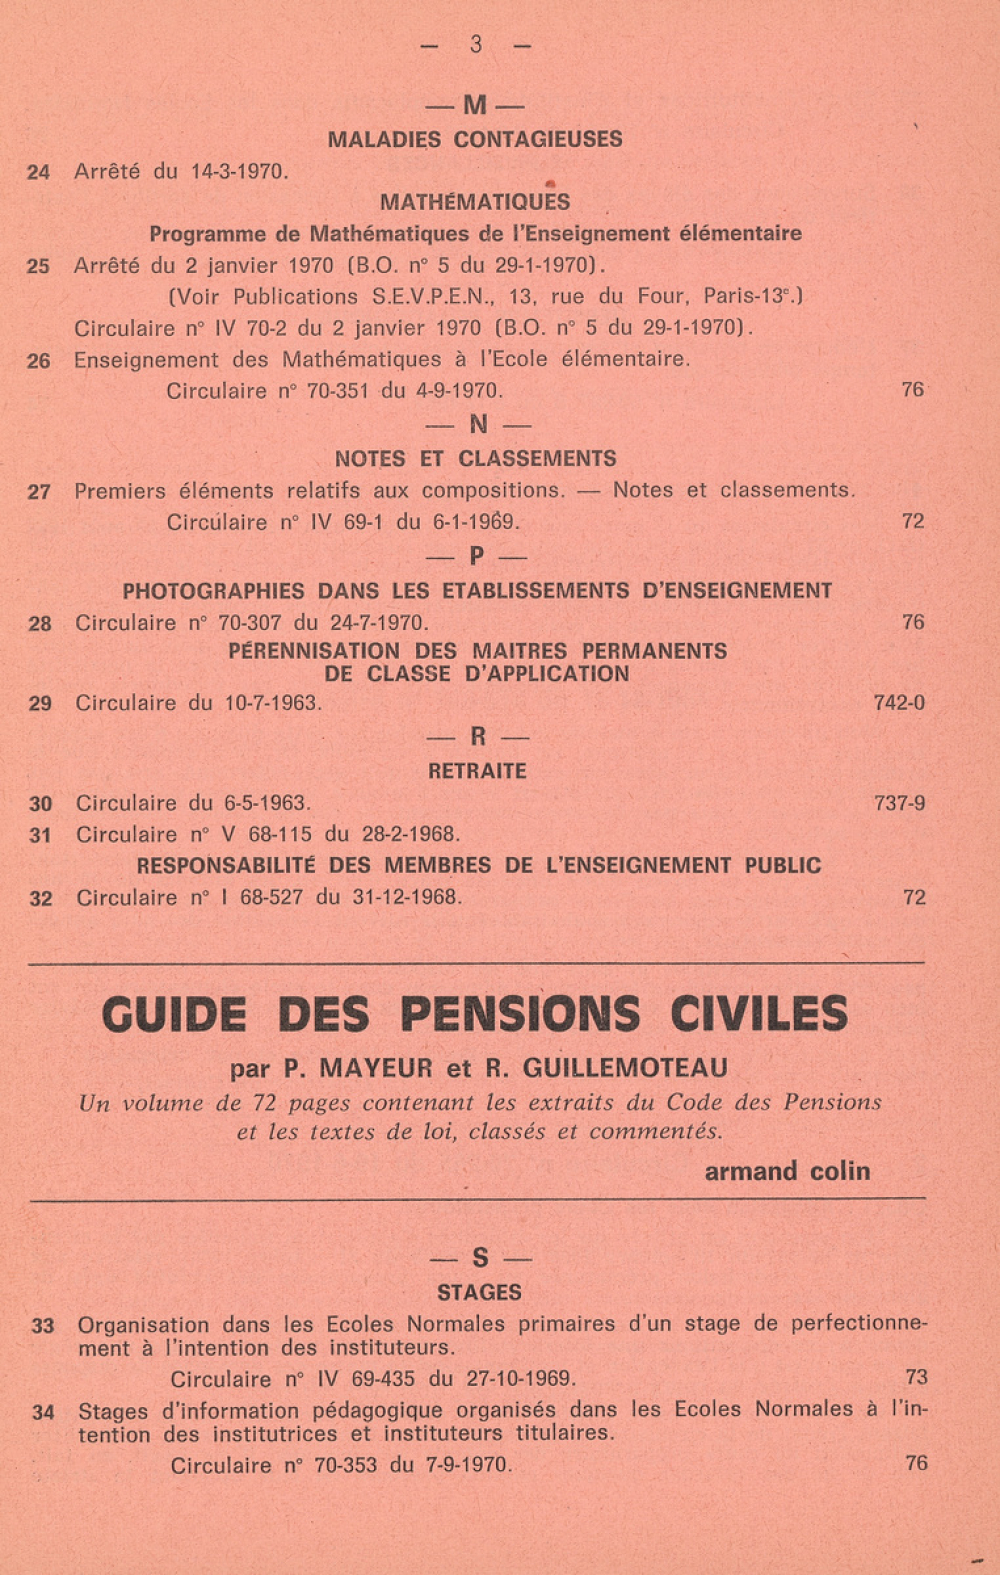 — 3 —
— M —
MALADIES CONTAGIEUSES
24 Arrêté du 14-3-1970.
MATHÉMATIQUES
Programme de Mathématiques de l'Enseignement élémentaire
25 Arrêté du 2 janvier 1970 (B.O. n° 5 du 29-1-1970).
(Voir Publications S.E.V.P.E.N., 13, rue du Four, Paris-13e.)
Circulaire n° IV 70-2 du 2 janvier 1970 (B.O. n° 5 du 29-1-1970).
26 Enseignement des Mathématiques à l'Ecole élémentaire.
Circulaire n° 70-351 du 4-9-1970. 76
— N —
NOTES ET CLASSEMENTS
27 Premiers éléments relatifs aux compositions. — Notes et classements.
Circulaire n° IV 69-1 du 6-1-1969. 72
— P —
PHOTOGRAPHIES DANS LES ETABLISSEMENTS D'ENSEIGNEMENT
28 Circulaire n° 70-307 du 24-7-1970. 76
PÉRENNISATION DES MAITRES PERMANENTS
DE CLASSE D'APPLICATION
29 Circulaire du 10-7-1963. 742-0
— R —
RETRAITE
30 Circulaire du 6-5-1963. 737-9
31 Circulaire n° V 68-115 du 28-2-1968.
RESPONSABILITÉ DES MEMBRES DE L'ENSEIGNEMENT PUBLIC
32 Circulaire n° I 68-527 du 31-12-1968. 72
GUIDE DES PENSIONS CIVILES
par P. MAYEUR et R. GUILLEMOTEAU
Un volume de 72 pages contenant les extraits du Code des Pensions
et les textes de loi, classés et commentés.
armand colin
— S —
STAGES
33 Organisation dans les Ecoles Normales primaires d'un stage de perfectionne-
ment à l'intention des instituteurs.
Circulaire n° IV 69-435 du 27-10-1969. 73
34 Stages d'information pédagogique organisés dans les Ecoles Normales à l'in-
tention des institutrices et instituteurs titulaires.
Circulaire n° 70-353 du 7-9-1970. 76